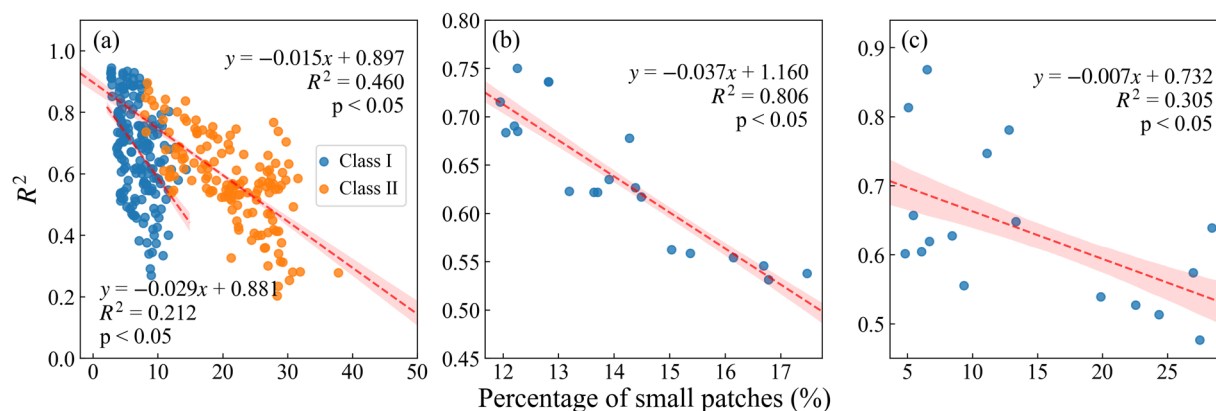 (a)
y = −0.015x + 0.897
R² = 0.460
p < 0.05
Class I
Class II
y = −0.029x + 0.881
R² = 0.212
p < 0.05
R²
1.0
0.8
0.6
0.4
0.2
0.0
0 10 20 30 40 50
(b)
y = −0.037x + 1.160
R² = 0.806
p < 0.05
0.80
0.75
0.70
0.65
0.60
0.55
0.50
0.45
12 13 14 15 16 17
(c)
y = −0.007x + 0.732
R² = 0.305
p < 0.05
0.9
0.8
0.7
0.6
0.5
5 10 15 20 25
Percentage of small patches (%)